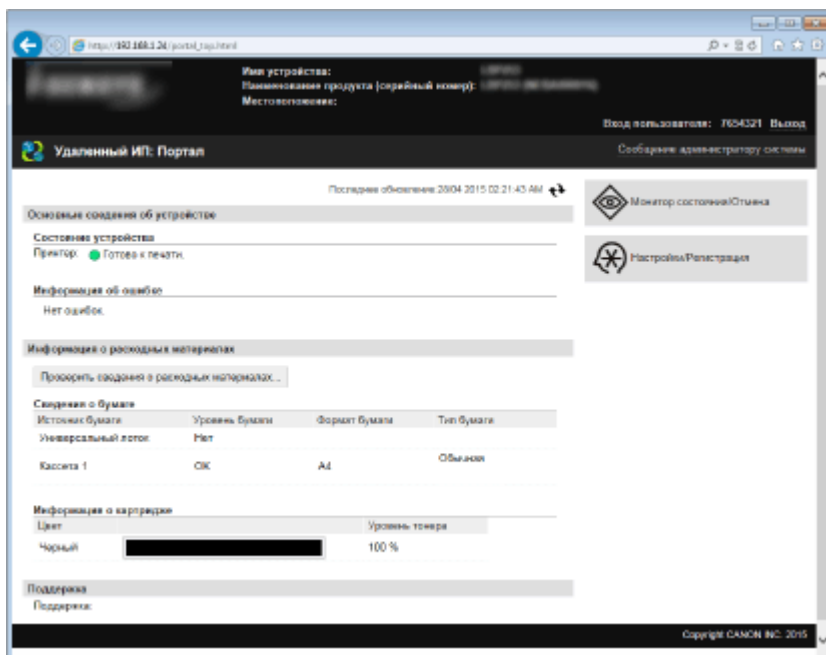 http://192.168.1.24/portal_top.html
Имя устройства:
Наименование продукта (серийный номер):
Местоположение:
Вход пользователя: 7654321 Выход
Удаленный ИП: Портал
Сообщение администратору системы
Последнее обновление 28/04 2015 02:21:43 AM
Монитор состояния/Отмена
Основные сведения об устройстве
Состояние устройства
Принтер: Готово к печати.
Настройки/Регистрация
Информация об ошибке
Нет ошибок.
Информация о расходных материалах
Проверить сведения о расходных материалах...
Сведения о бумаге
Источник бумаги Уровень бумаги Формат бумаги Тип бумаги
Универсальный лоток Нет
Кассета 1 OK A4 Обычная
Информация о картридже
Цвет Уровень тонера
Черный 100 %
Поддержка
Поддержка:
Copyright CANON INC. 2015